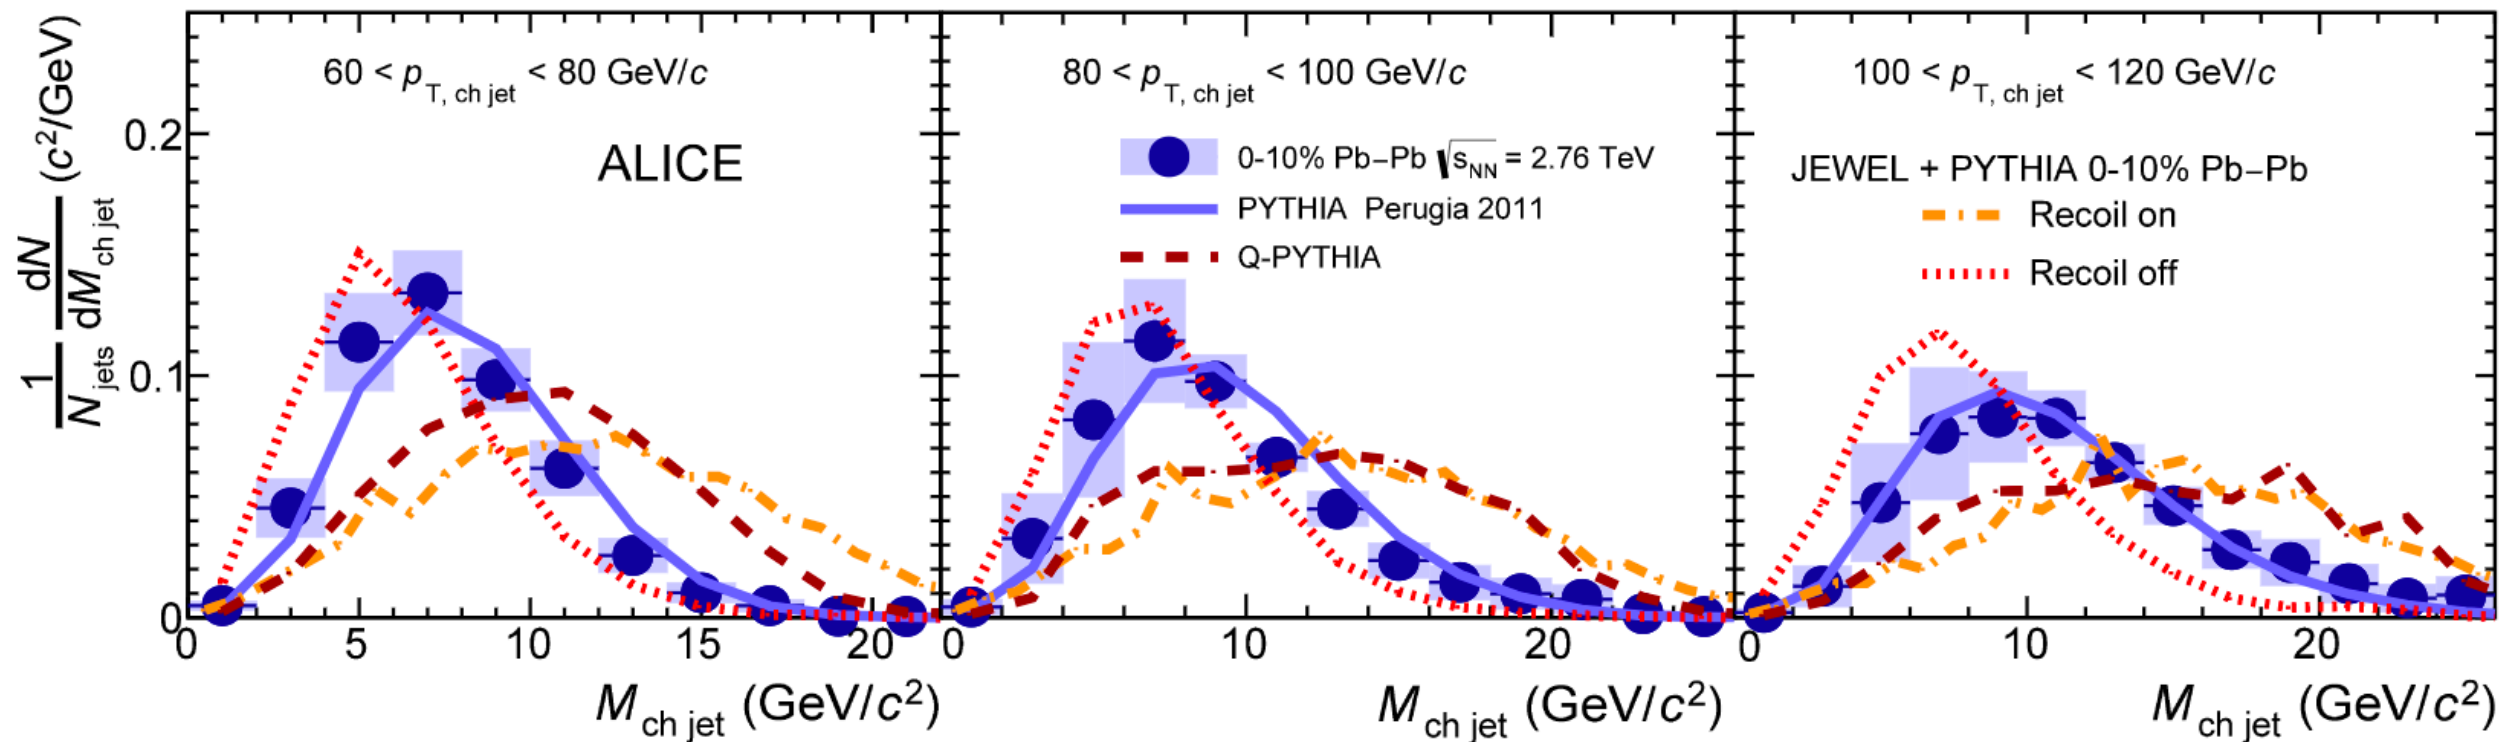 1/N_jets dN/dM_ch jet (c²/GeV)
60 < p_T, ch jet < 80 GeV/c
ALICE
0.2
0.1
0
0 5 10 15 20
M_ch jet (GeV/c²)
80 < p_T, ch jet < 100 GeV/c
0-10% Pb–Pb √s_NN = 2.76 TeV
PYTHIA Perugia 2011
Q-PYTHIA
0 10 20
M_ch jet (GeV/c²)
100 < p_T, ch jet < 120 GeV/c
JEWEL + PYTHIA 0-10% Pb–Pb
Recoil on
Recoil off
0 10 20
M_ch jet (GeV/c²)